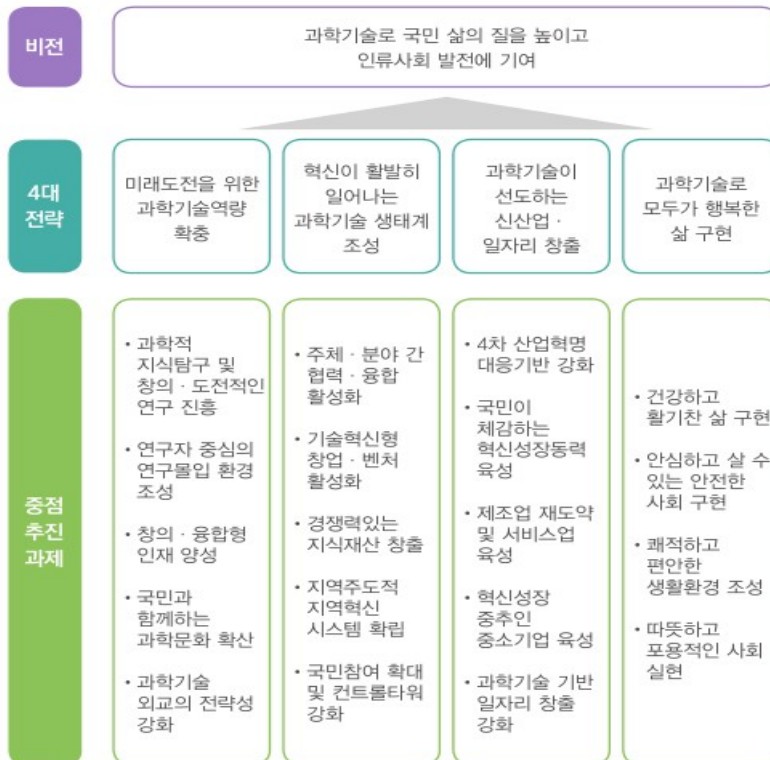 비전
과학기술로 국민 삶의 질을 높이고
인류사회 발전에 기여
4대
전략
미래도전을 위한
과학기술역량
확충
혁신이 활발히
일어나는
과학기술 생태계
조성
과학기술이
선도하는
신산업 ·
일자리 창출
과학기술로
모두가 행복한
삶 구현
중점
추진
과제
• 과학적
지식탐구 및
창의 · 도전적인
연구 진흥
• 연구자 중심의
연구몰입 환경
조성
• 창의 · 융합형
인재 양성
• 국민과
함께하는
과학문화 확산
• 과학기술
외교의 전략성
강화
• 주체 · 분야 간
협력 · 융합
활성화
• 기술혁신형
창업 · 벤처
활성화
• 경쟁력있는
지식재산 창출
• 지역주도적
지역혁신
시스템 확립
• 국민참여 확대
및 컨트롤타워
강화
• 4차 산업혁명
대응기반 강화
• 국민이
체감하는
혁신성장동력
육성
• 제조업 재도약
및 서비스업
육성
• 혁신성장
중추인
중소기업 육성
• 과학기술 기반
일자리 창출
강화
• 건강하고
활기찬 삶 구현
• 안심하고 살 수
있는 안전한
사회 구현
• 쾌적하고
편안한
생활환경 조성
• 따뜻하고
포용적인 사회
실현